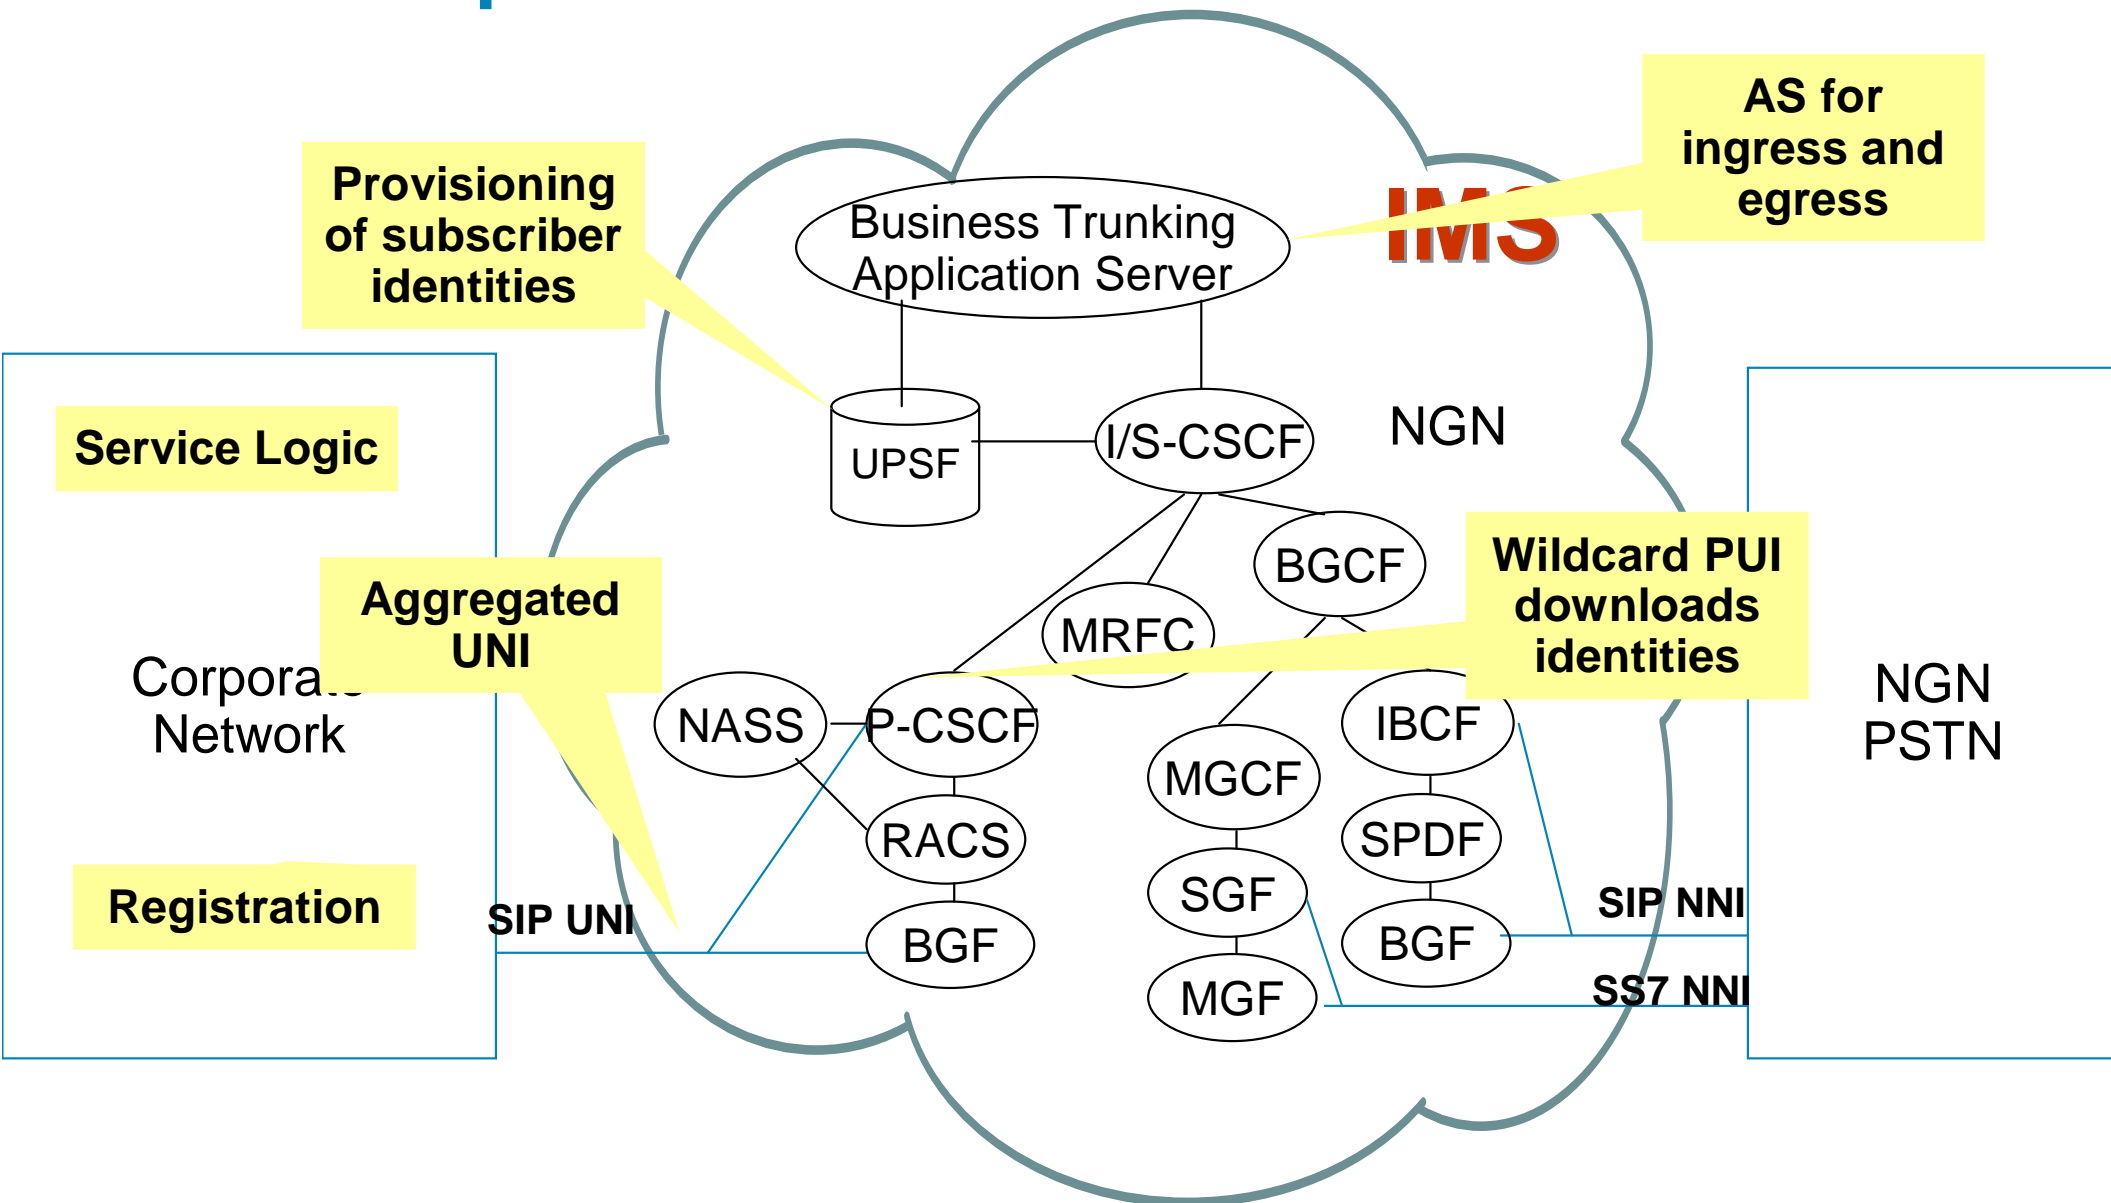 AS for
ingress and
egress
Provisioning
of subscriber
identities
Business Trunking
Application Server
IMS
Service Logic
UPSF
I/S-CSCF
NGN
Aggregated
UNI
BGCF
Wildcard PUI
downloads
identities
MRFC
Corporate
Network
NASS
P-CSCF
MGCF
IBCF
NGN
PSTN
RACS
SPDF
Registration
SIP UNI
BGF
SGF
BGF
SIP NNI
MGF
SS7 NNI